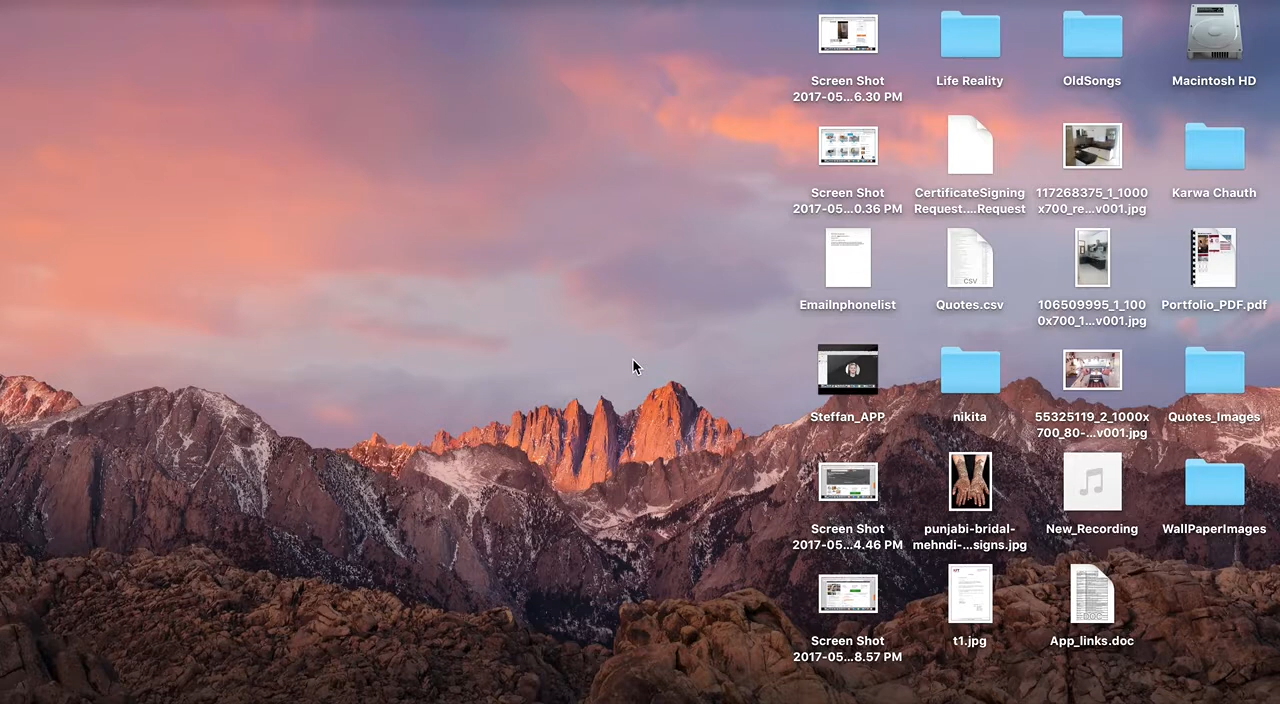 Screen Shot
2017-05...6.30 PM
Life Reality
OldSongs
Macintosh HD
Screen Shot
2017-05...0.36 PM
CertificateSigning
Request....Request
117268375_1_1000
x700_re...v001.jpg
Karwa Chauth
Emailnphonelist
CSV
Quotes.csv
106509995_1_100
0x700_1...v001.jpg
Portfolio_PDF.pdf
Steffan_APP
nikita
55325119_2_1000x
700_80-...v001.jpg
Quotes_Images
Screen Shot
2017-05...4.46 PM
punjabi-bridal-
mehndi-...signs.jpg
New_Recording
WallPaperImages
Screen Shot
2017-05...8.57 PM
t1.jpg
App_links.doc